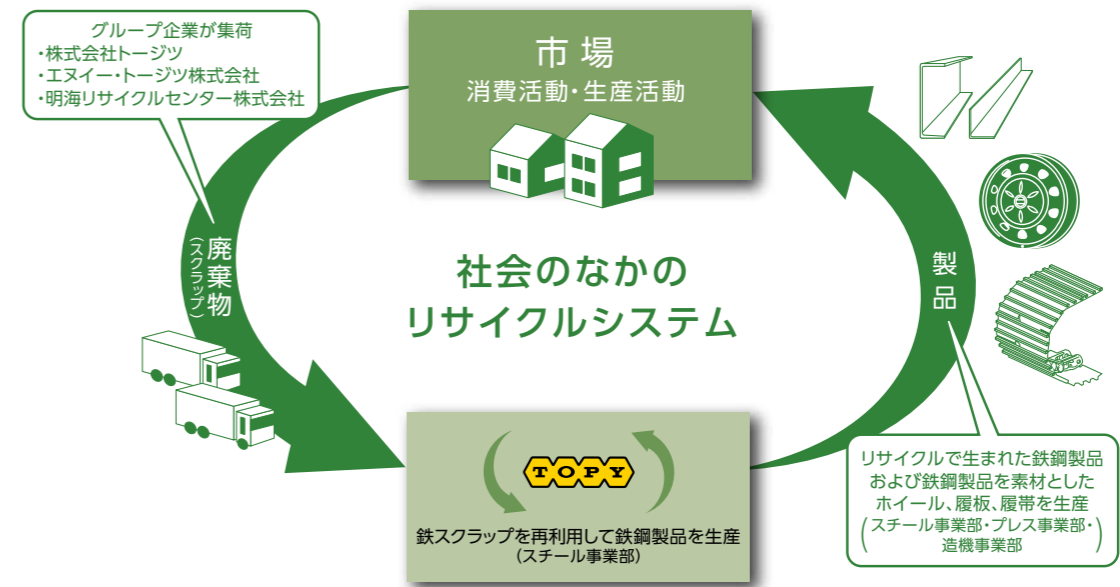 グループ企業が集荷
・株式会社トージツ
・エヌイー・トージツ株式会社
・明海リサイクルセンター株式会社
市場
消費活動・生産活動
廃棄物
(スクラップ)
社会のなかの
リサイクルシステム
製品
TOPY
鉄スクラップを再利用して鉄鋼製品を生産
(スチール事業部)
リサイクルで生まれた鉄鋼製品
および鉄鋼製品を素材とした
ホイール、履板、履帯を生産
(スチール事業部・プレス事業部・
造機事業部)